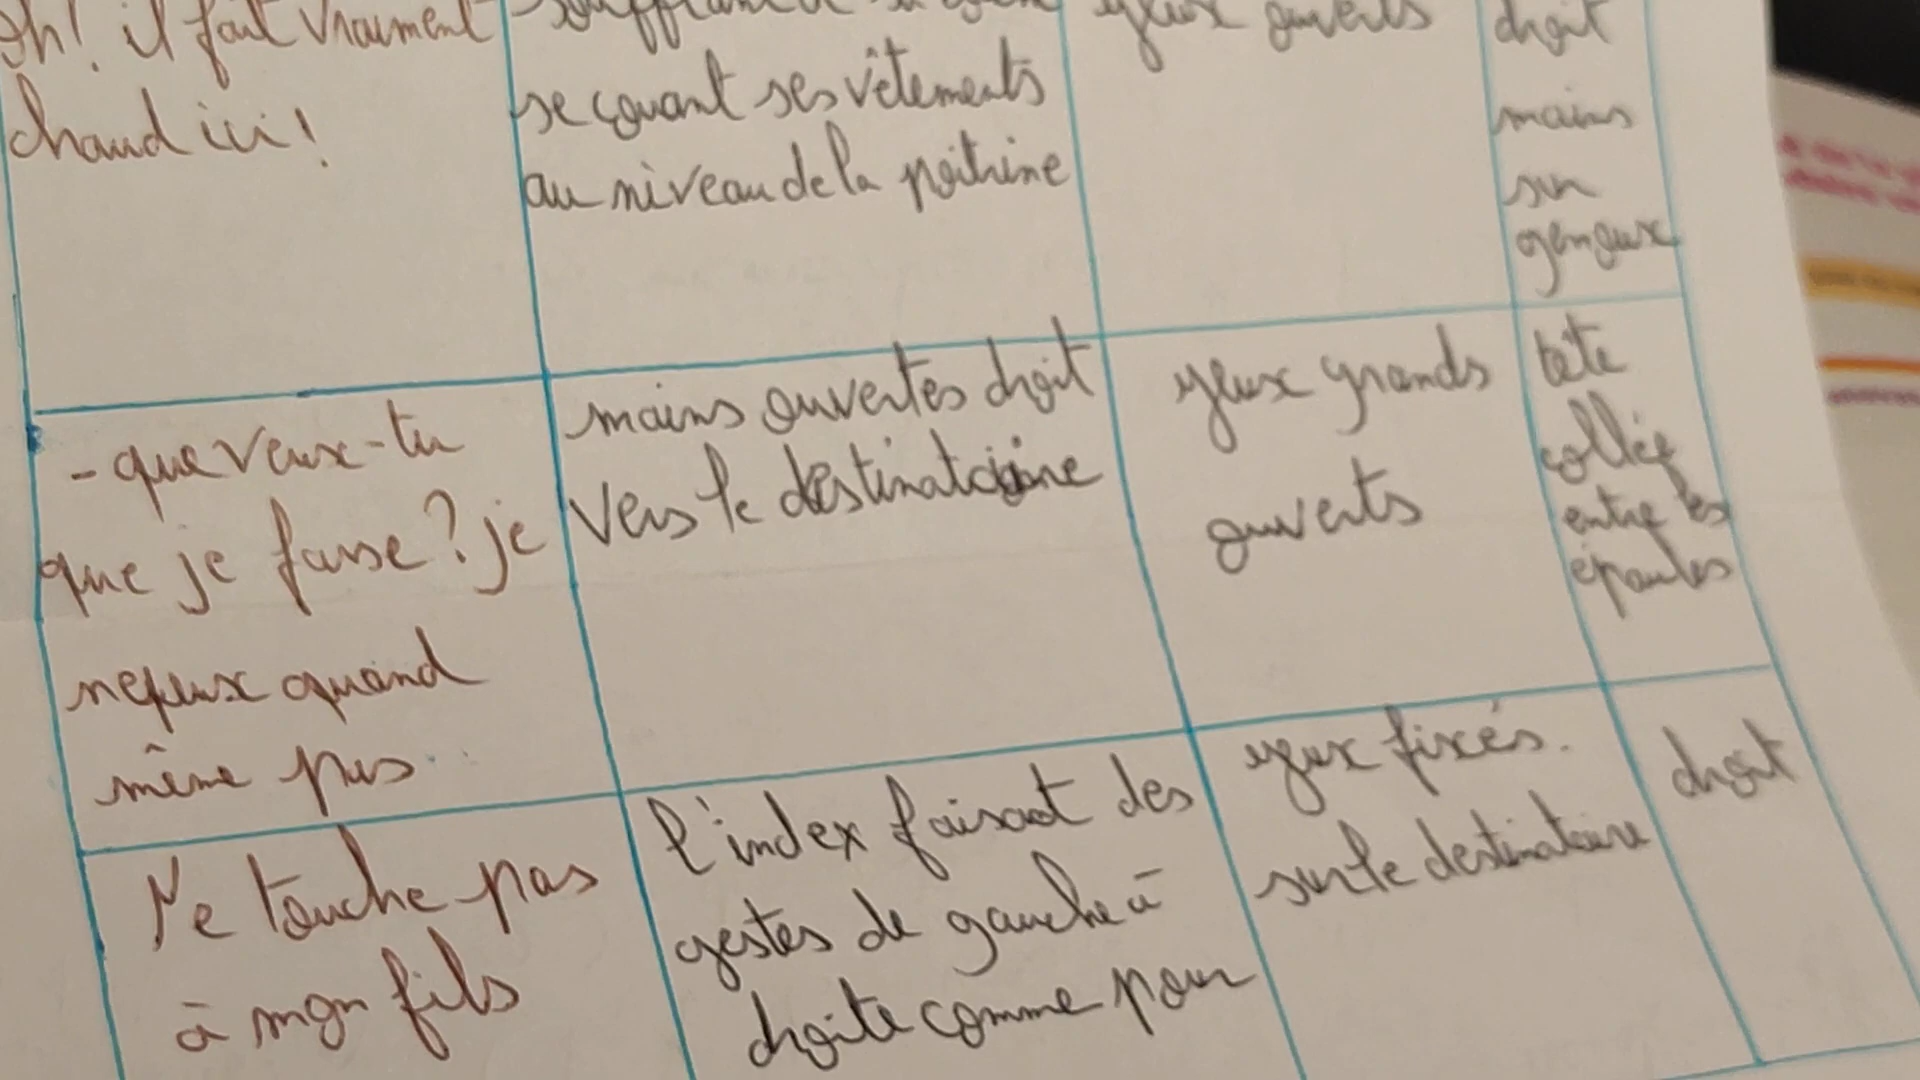 oh! il fait vraiment
chaud ici!
secouant ses vêtements
au niveau de la poitrine
yeux ouverts
droit
mains
sur
genoux
- que veux-tu
que je fasse? je
ne peux quand
même pas.
mains ouvertes droit
vers le destinataire
yeux grands
ouverts
tête
collée
entre les
épaules
Ne touche pas
à mon fils
l'index faisant des
gestes de gauche à
droite comme pour
yeux fixés.
sur le destinataire
droit